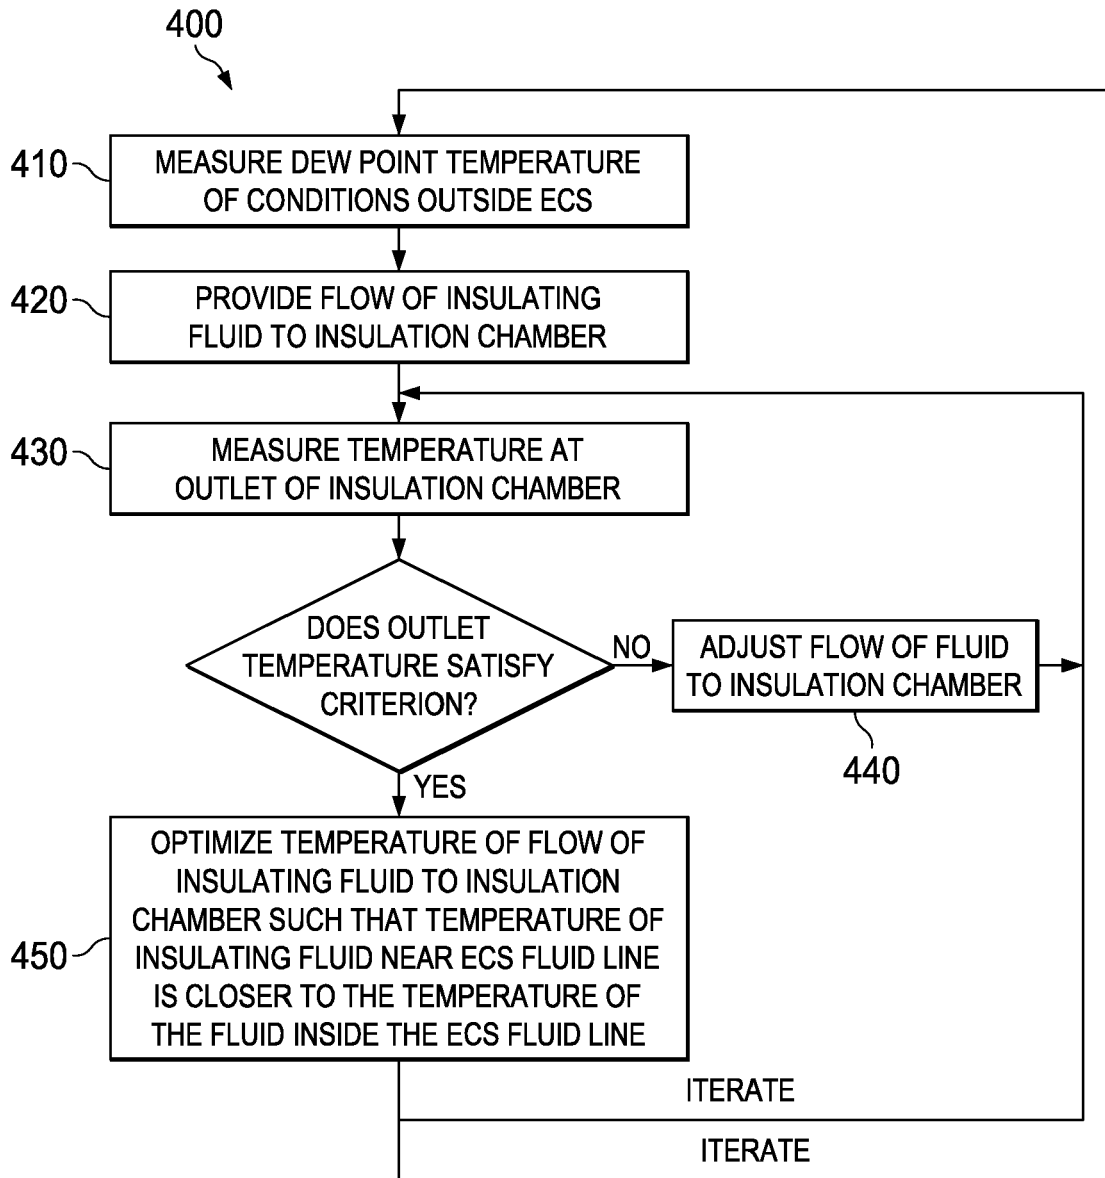 400
410
MEASURE DEW POINT TEMPERATURE
OF CONDITIONS OUTSIDE ECS
420
PROVIDE FLOW OF INSULATING
FLUID TO INSULATION CHAMBER
430
MEASURE TEMPERATURE AT
OUTLET OF INSULATION CHAMBER
DOES OUTLET
TEMPERATURE SATISFY
CRITERION?
NO
ADJUST FLOW OF FLUID
TO INSULATION CHAMBER
440
YES
450
OPTIMIZE TEMPERATURE OF FLOW OF
INSULATING FLUID TO INSULATION
CHAMBER SUCH THAT TEMPERATURE OF
INSULATING FLUID NEAR ECS FLUID LINE
IS CLOSER TO THE TEMPERATURE OF
THE FLUID INSIDE THE ECS FLUID LINE
ITERATE
ITERATE